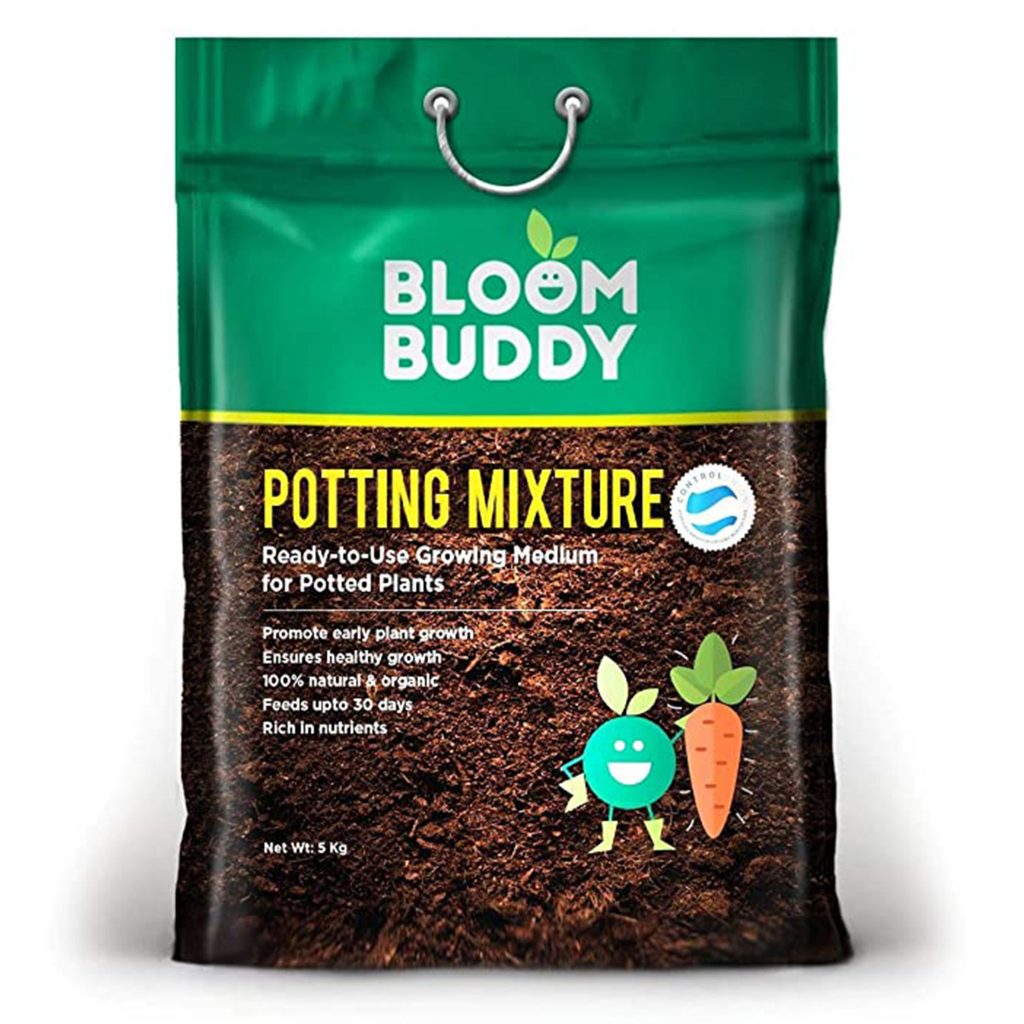 BLOOM
BUDDY
POTTING MIXTURE
CONTROL
Ready-to-Use Growing Medium
for Potted Plants
Promote early plant growth
Ensures healthy growth
100% natural & organic
Feeds upto 30 days
Rich in nutrients
Net Wt: 5 Kg